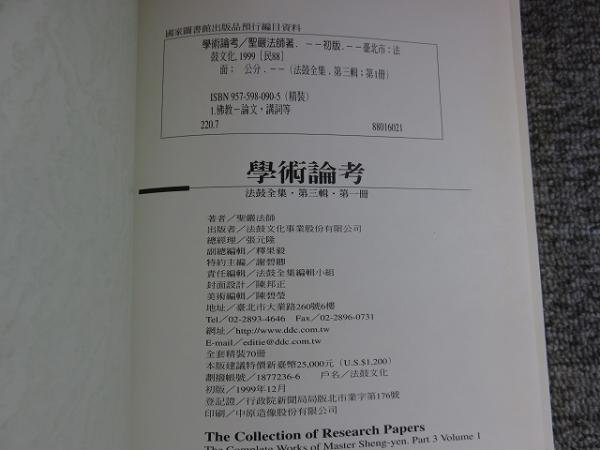 國家圖書館出版品預行編目資料
學術論考／聖嚴法師著．－－初版．－－臺北市：法
鼓文化，1999［民88］
面；　公分．－－（法鼓全集．第三輯；第1冊）
ISBN 957-598-090-5（精裝）
1.佛教－論文，講詞等
220.7　88016021
學術論考
法鼓全集・第三輯・第一冊
著者／聖嚴法師
出版者／法鼓文化事業股份有限公司
總經理／張元隆
副總編輯／釋果毅
特約主編／謝碧卿
責任編輯／法鼓全集編輯小組
封面設計／陳邦正
美術編輯／陳碧瑩
地址／臺北市大業路260號6樓
Tel／02-2893-4646　Fax／02-2896-0731
網址／http://www.ddc.com.tw
E-mail／editie@ddc.com.tw
全套精裝70冊
本版建議特價新臺幣25,000元（U.S.$1,200）
劃撥帳號／1877236-6　戶名／法鼓文化
初版／1999年12月
登記證／行政院新聞局局版北市業字第176號
印刷／中原造像股份有限公司
The Collection of Research Papers
The Complete Works of Master Sheng-yen. Part 3 Volume 1